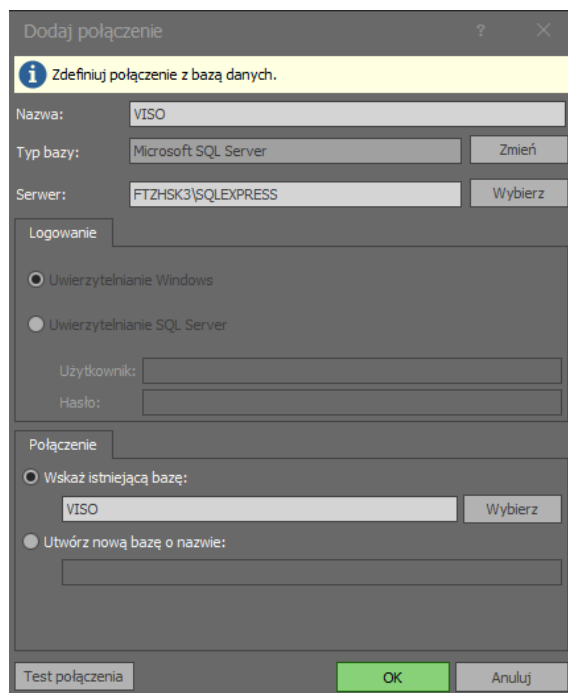 Dodaj połączenie ?
Zdefiniuj połączenie z bazą danych.
Nazwa: VISO
Typ bazy: Microsoft SQL Server Zmień
Serwer: FTZHSK3\SQLEXPRESS Wybierz
Logowanie
Uwierzytelnianie Windows
Uwierzytelnianie SQL Server
Użytkownik:
Hasło:
Połączenie
Wskaż istniejącą bazę:
VISO Wybierz
Utwórz nową bazę o nazwie:
Test połączenia OK Anuluj